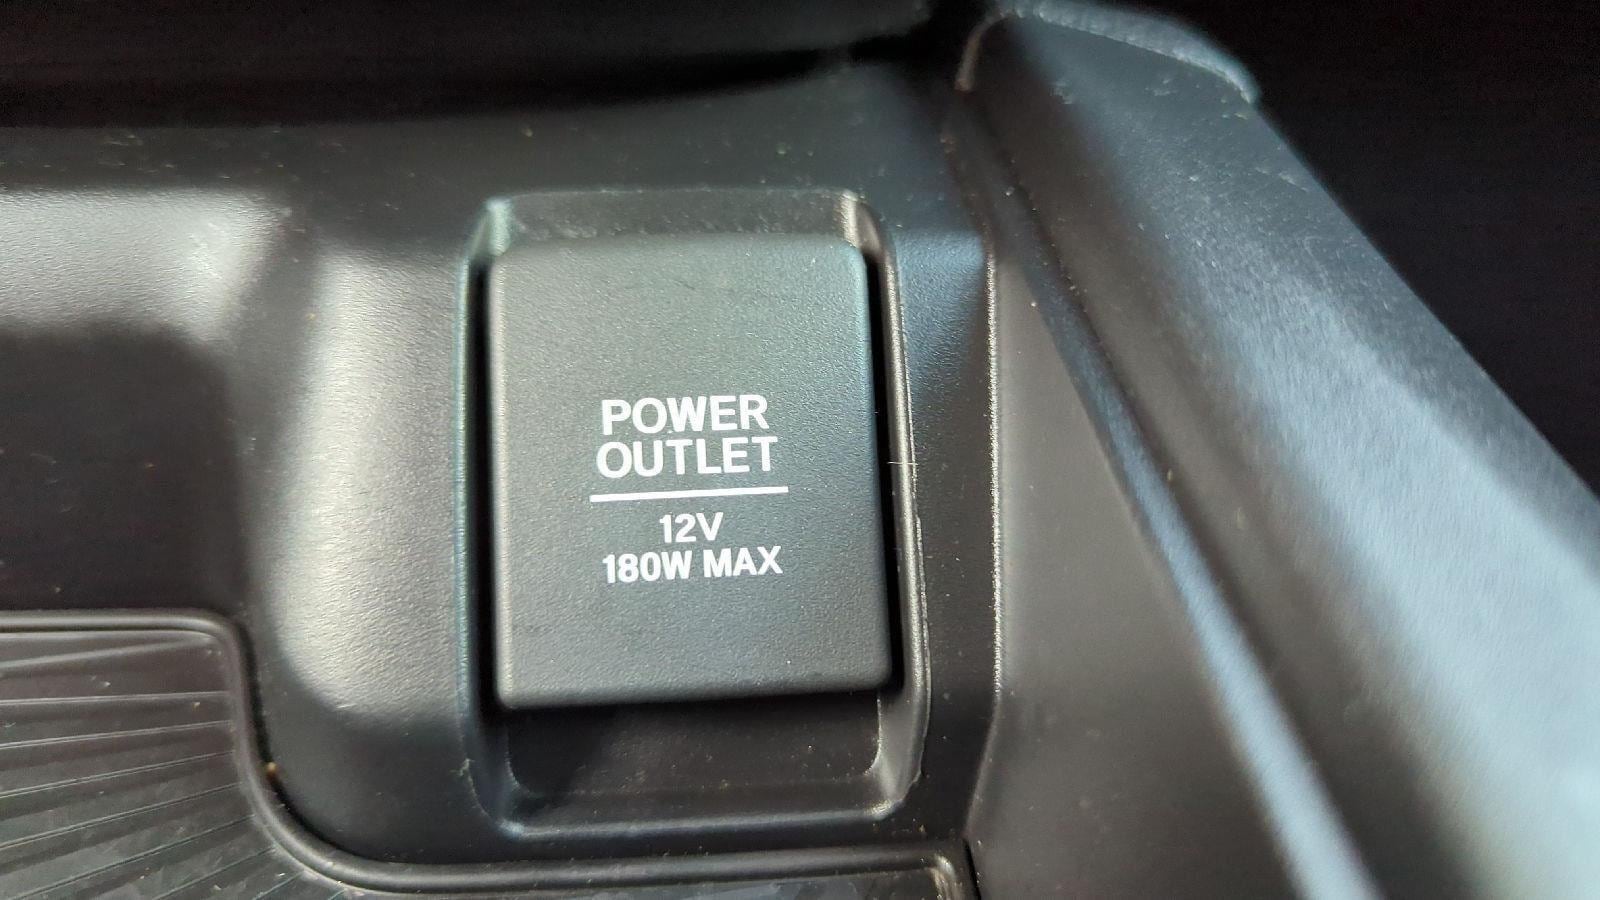 POWER
OUTLET
12V
180W MAX